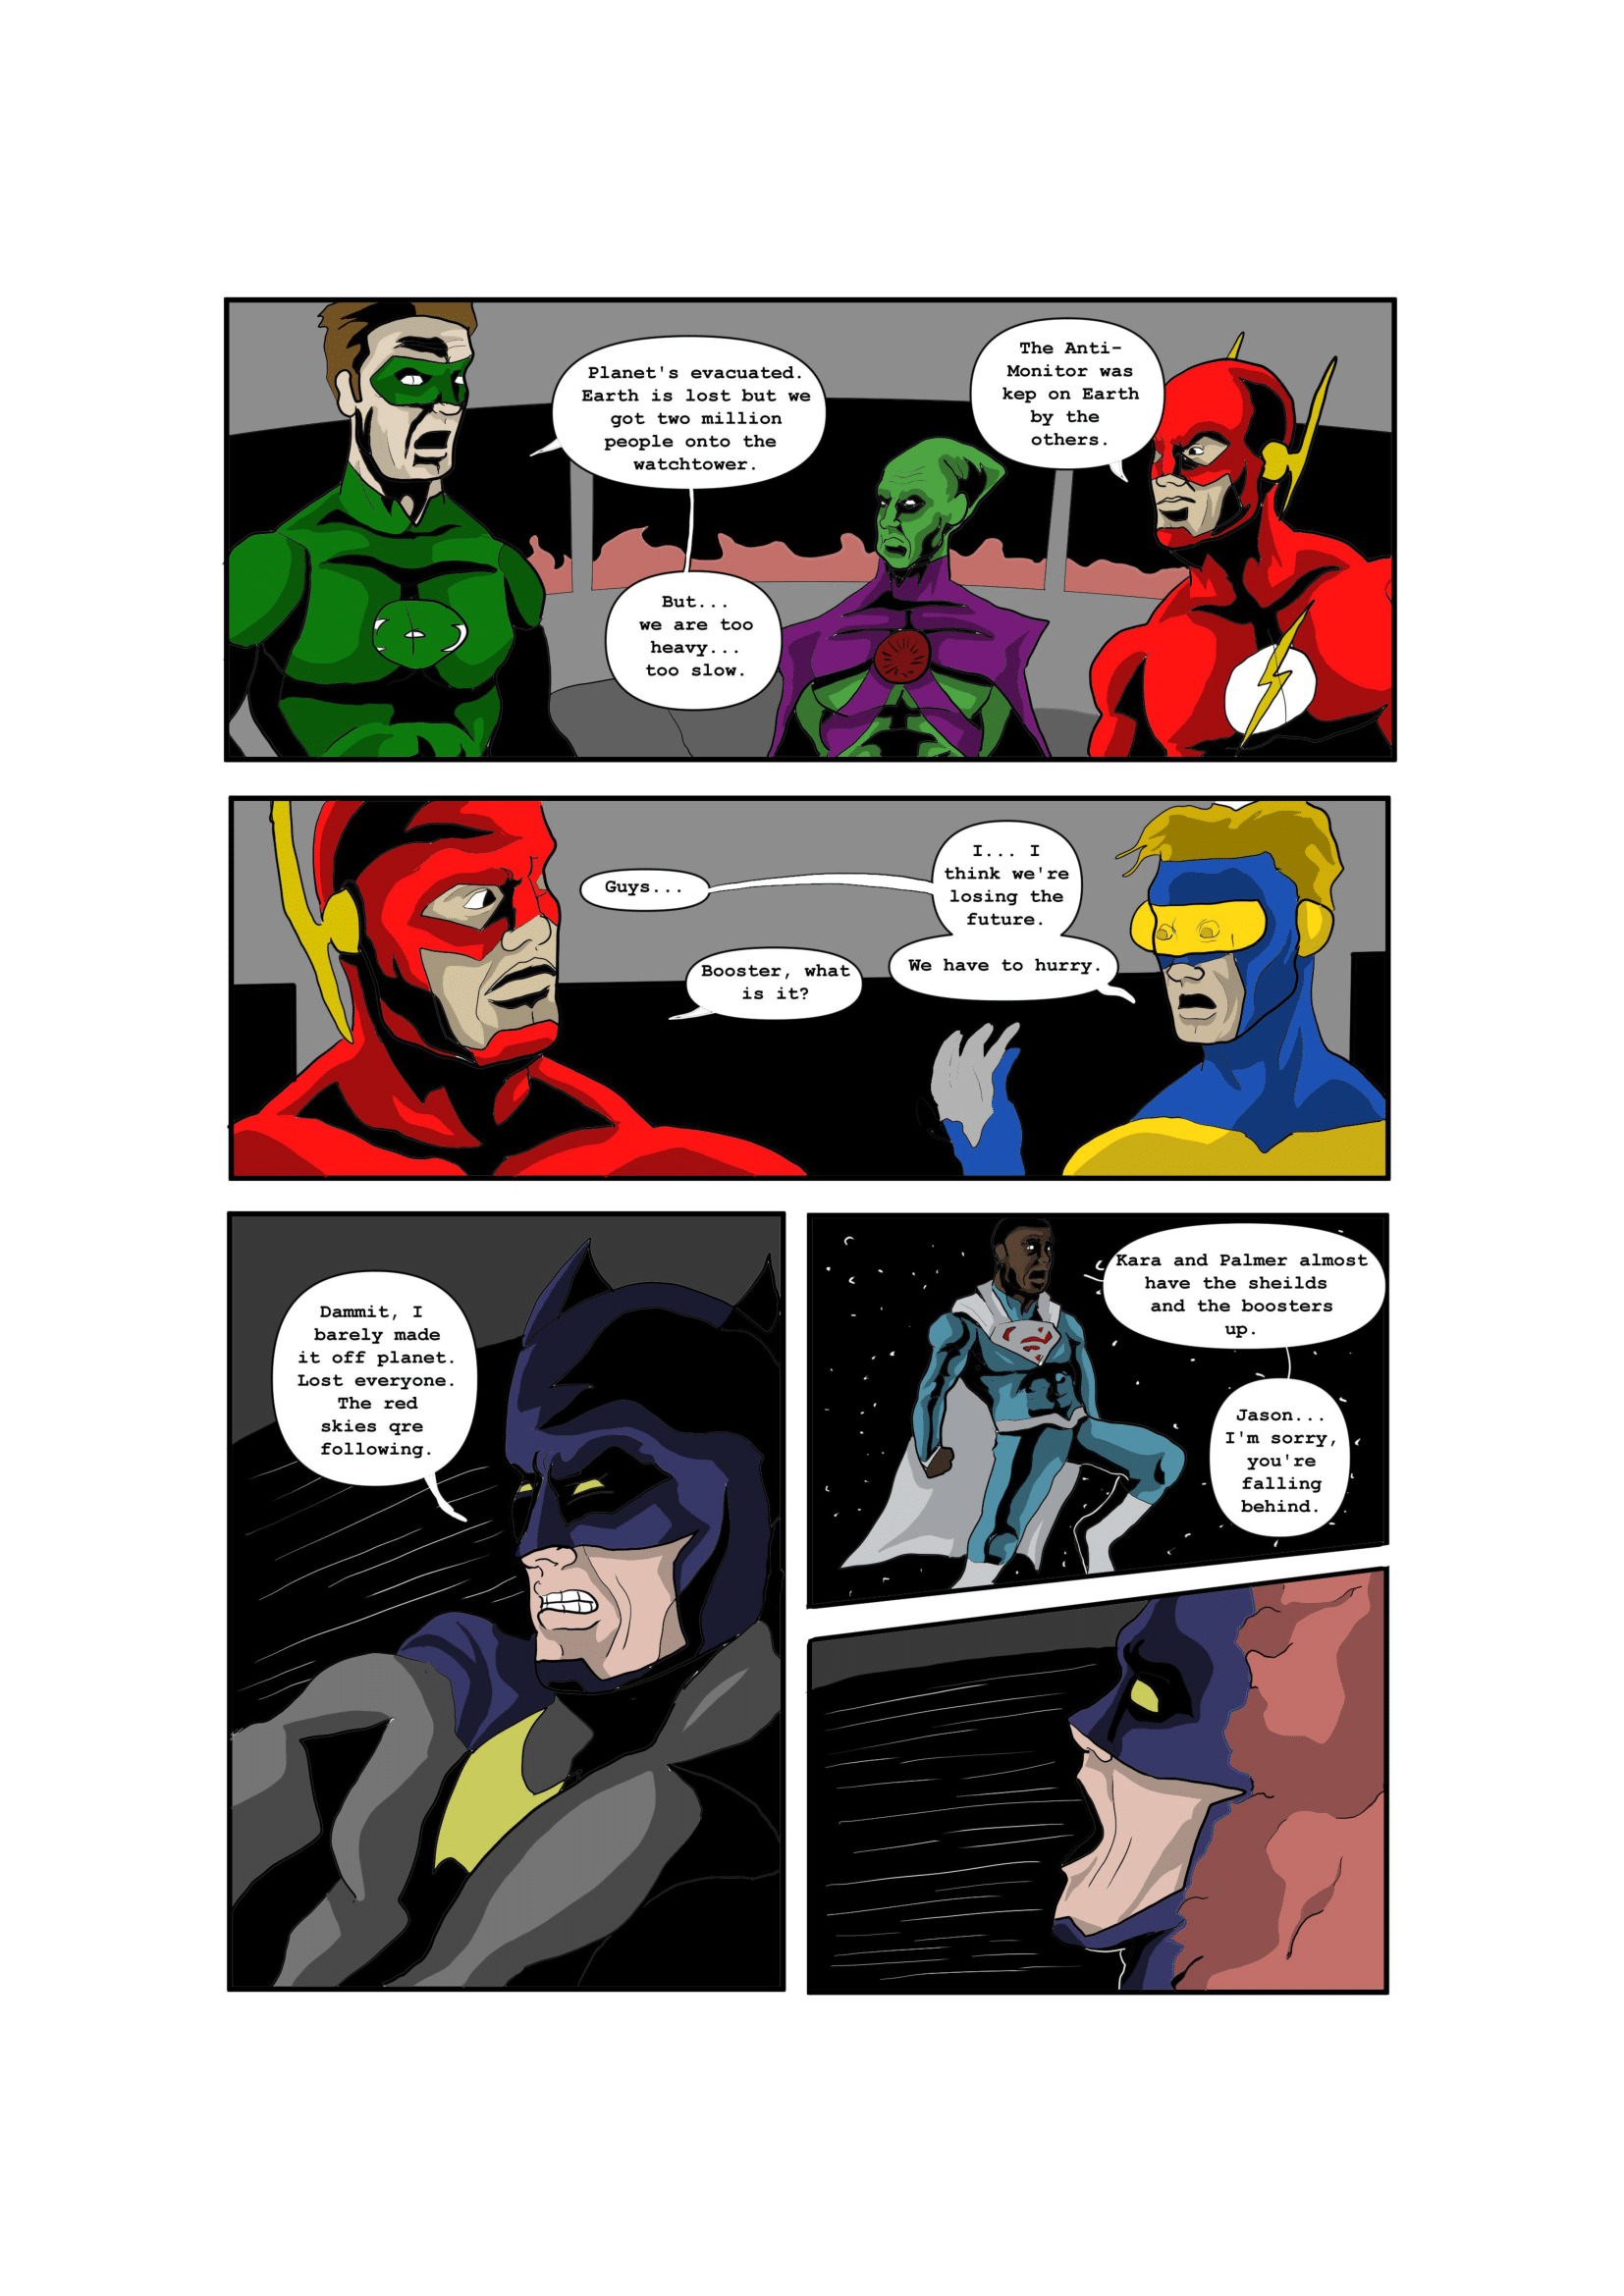 Planet's evacuated.
Earth is lost but we
got two million
people onto the
watchtower.
But...
we are too
heavy...
too slow.
The Anti-
Monitor was
kep on Earth
by the
others.
Guys...
I... I
think we're
losing the
future.
We have to hurry.
Booster, what
is it?
Dammit, I
barely made
it off planet.
Lost everyone.
The red
skies qre
following.
Kara and Palmer almost
have the sheilds
and the boosters
up.
Jason...
I'm sorry,
you're
falling
behind.